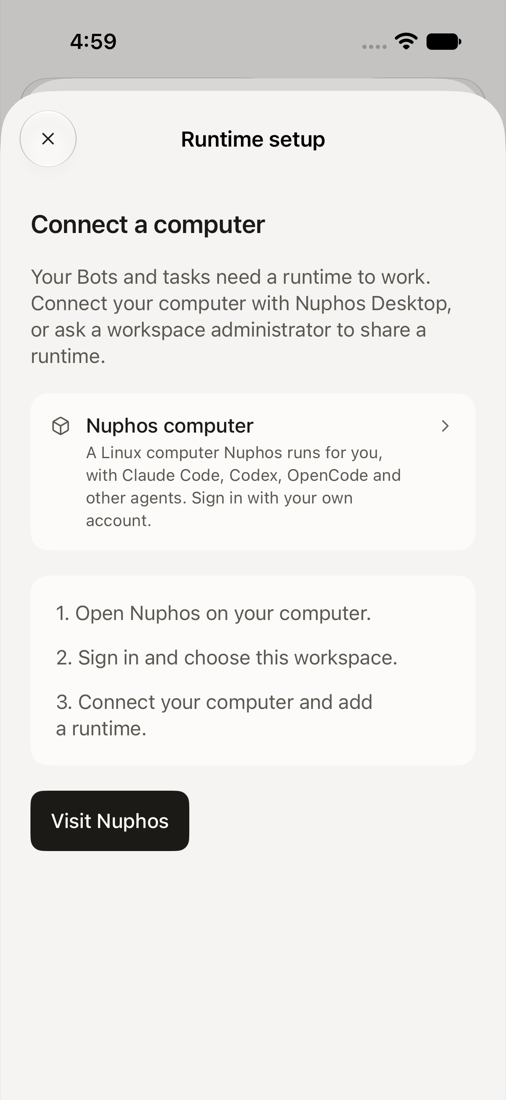 4:59
Runtime setup
Connect a computer
Your Bots and tasks need a runtime to work.
Connect your computer with Nuphos Desktop,
or ask a workspace administrator to share a
runtime.
Nuphos computer
A Linux computer Nuphos runs for you,
with Claude Code, Codex, OpenCode and
other agents. Sign in with your own
account.
1. Open Nuphos on your computer.
2. Sign in and choose this workspace.
3. Connect your computer and add
a runtime.
Visit Nuphos